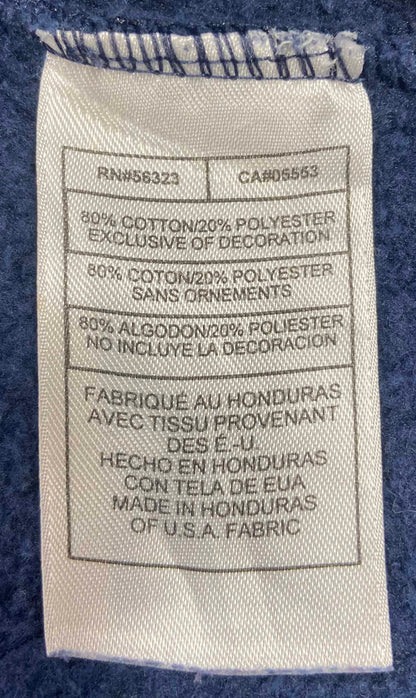 RN#56323 CA#05553
80% COTTON/20% POLYESTER
EXCLUSIVE OF DECORATION
80% COTON/20% POLYESTER
SANS ORNEMENTS
80% ALGODON/20% POLIESTER
NO INCLUYE LA DECORACION
FABRIQUÉ AU HONDURAS
AVEC TISSU PROVENANT
DES É.-U.
HECHO EN HONDURAS
CON TELA DE EUA
MADE IN HONDURAS
OF U.S.A. FABRIC